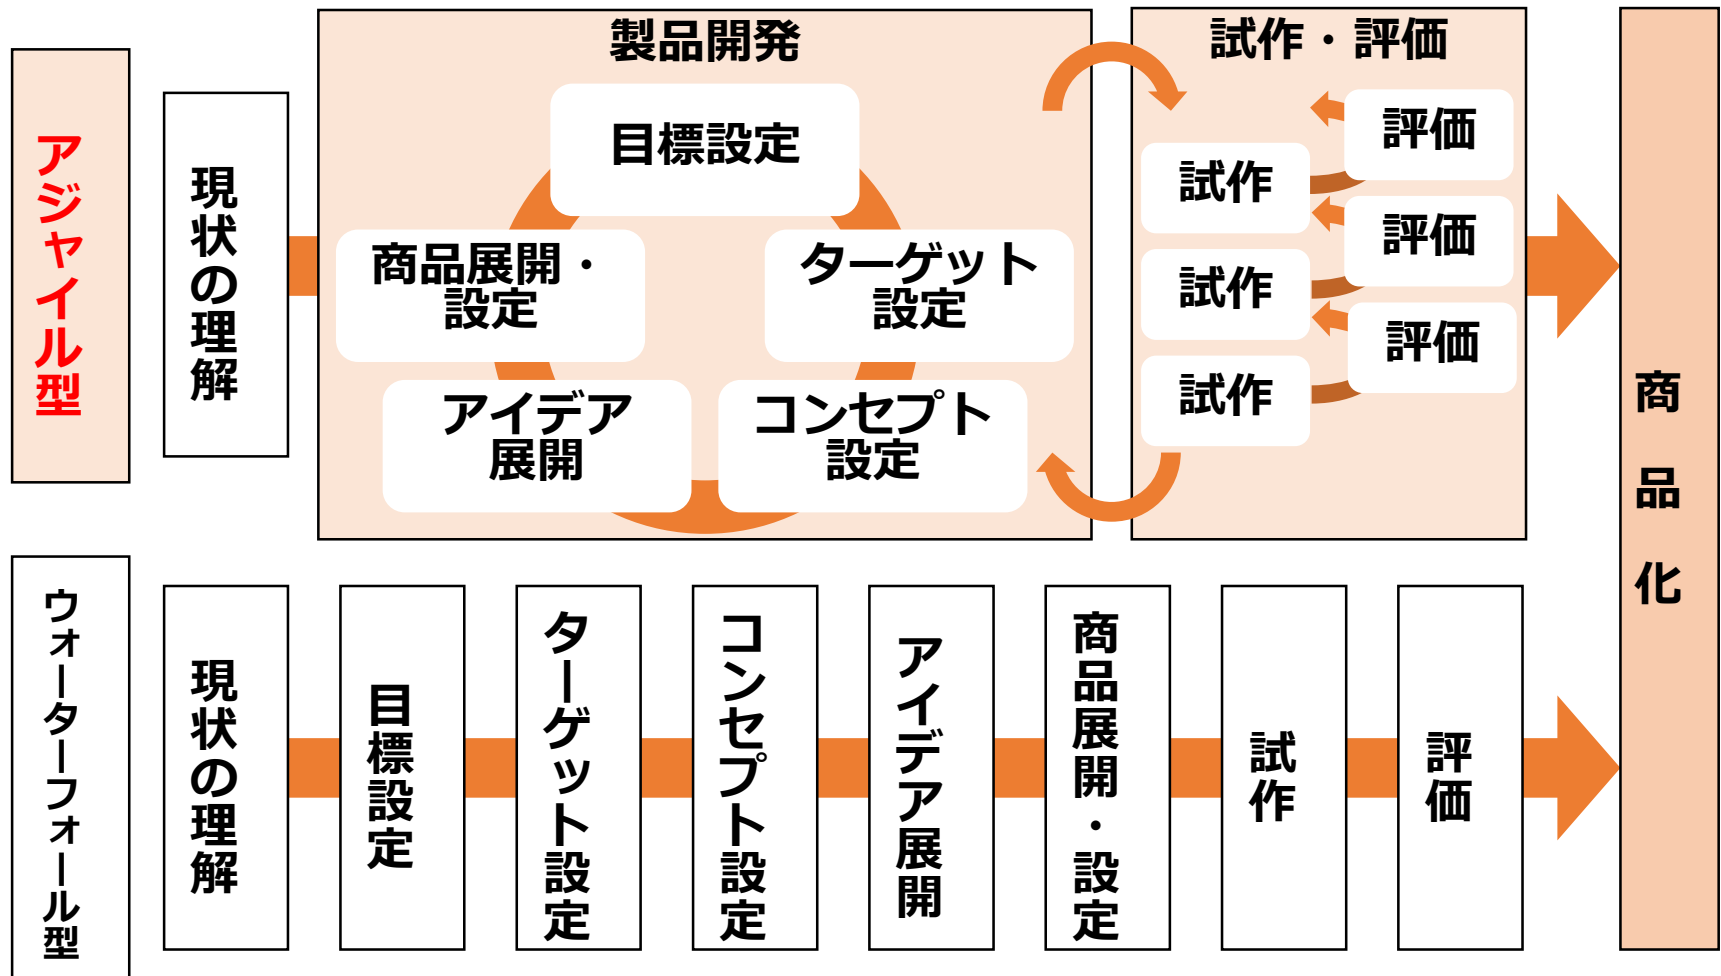 アジャイル型
現状の理解
製品開発
目標設定
ターゲット
設定
コンセプト
設定
アイデア
展開
商品展開・
設定
試作・評価
評価
試作
評価
試作
評価
試作
商品化
ウォーターフォール型
現状の理解
目標設定
ターゲット設定
コンセプト設定
アイデア展開
商品展開・設定
試作
評価